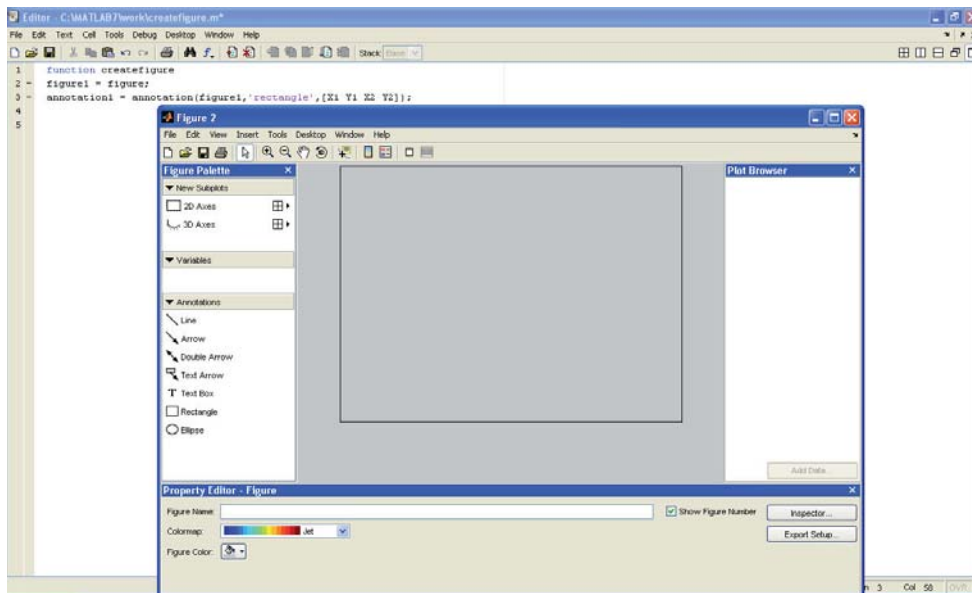 Editor - C:\MATLAB7\work\createfigure.m*
File Edit Text Cell Tools Debug Desktop Window Help
Stack: Base
1 function createfigure
2 - figure1 = figure;
3 - annotation1 = annotation(figure1,'rectangle',[X1 Y1 X2 Y2]);
4
5
Figure 2
File Edit View Insert Tools Desktop Window Help
Figure Palette
New Subplots
2D Axes
3D Axes
Variables
Annotations
Line
Arrow
Double Arrow
Text Arrow
T Text Box
Rectangle
Ellipse
Plot Browser
Add Data...
Property Editor - Figure
Figure Name:
Show Figure Number
Inspector...
Colormap: Jet
Export Setup...
Figure Color:
n 3 Col 58 OVR